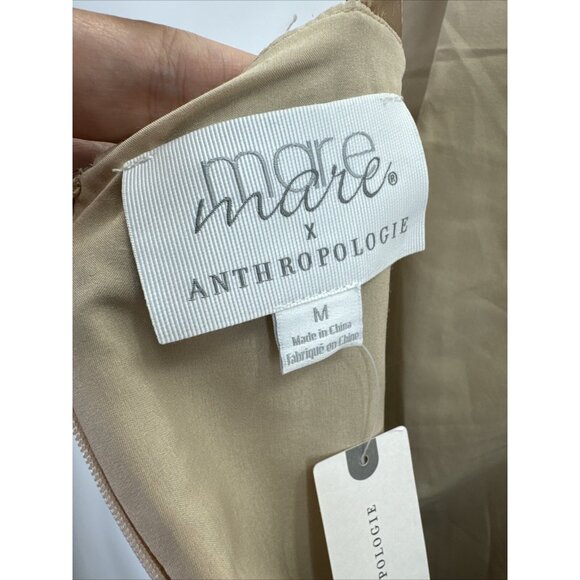 mare
mare®
X
ANTHROPOLOGIE
M
Made in China
Fabriqué en Chine
POLOGIE